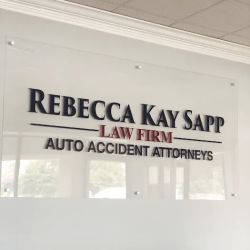 REBECCA KAY SAPP
LAW FIRM
AUTO ACCIDENT ATTORNEYS